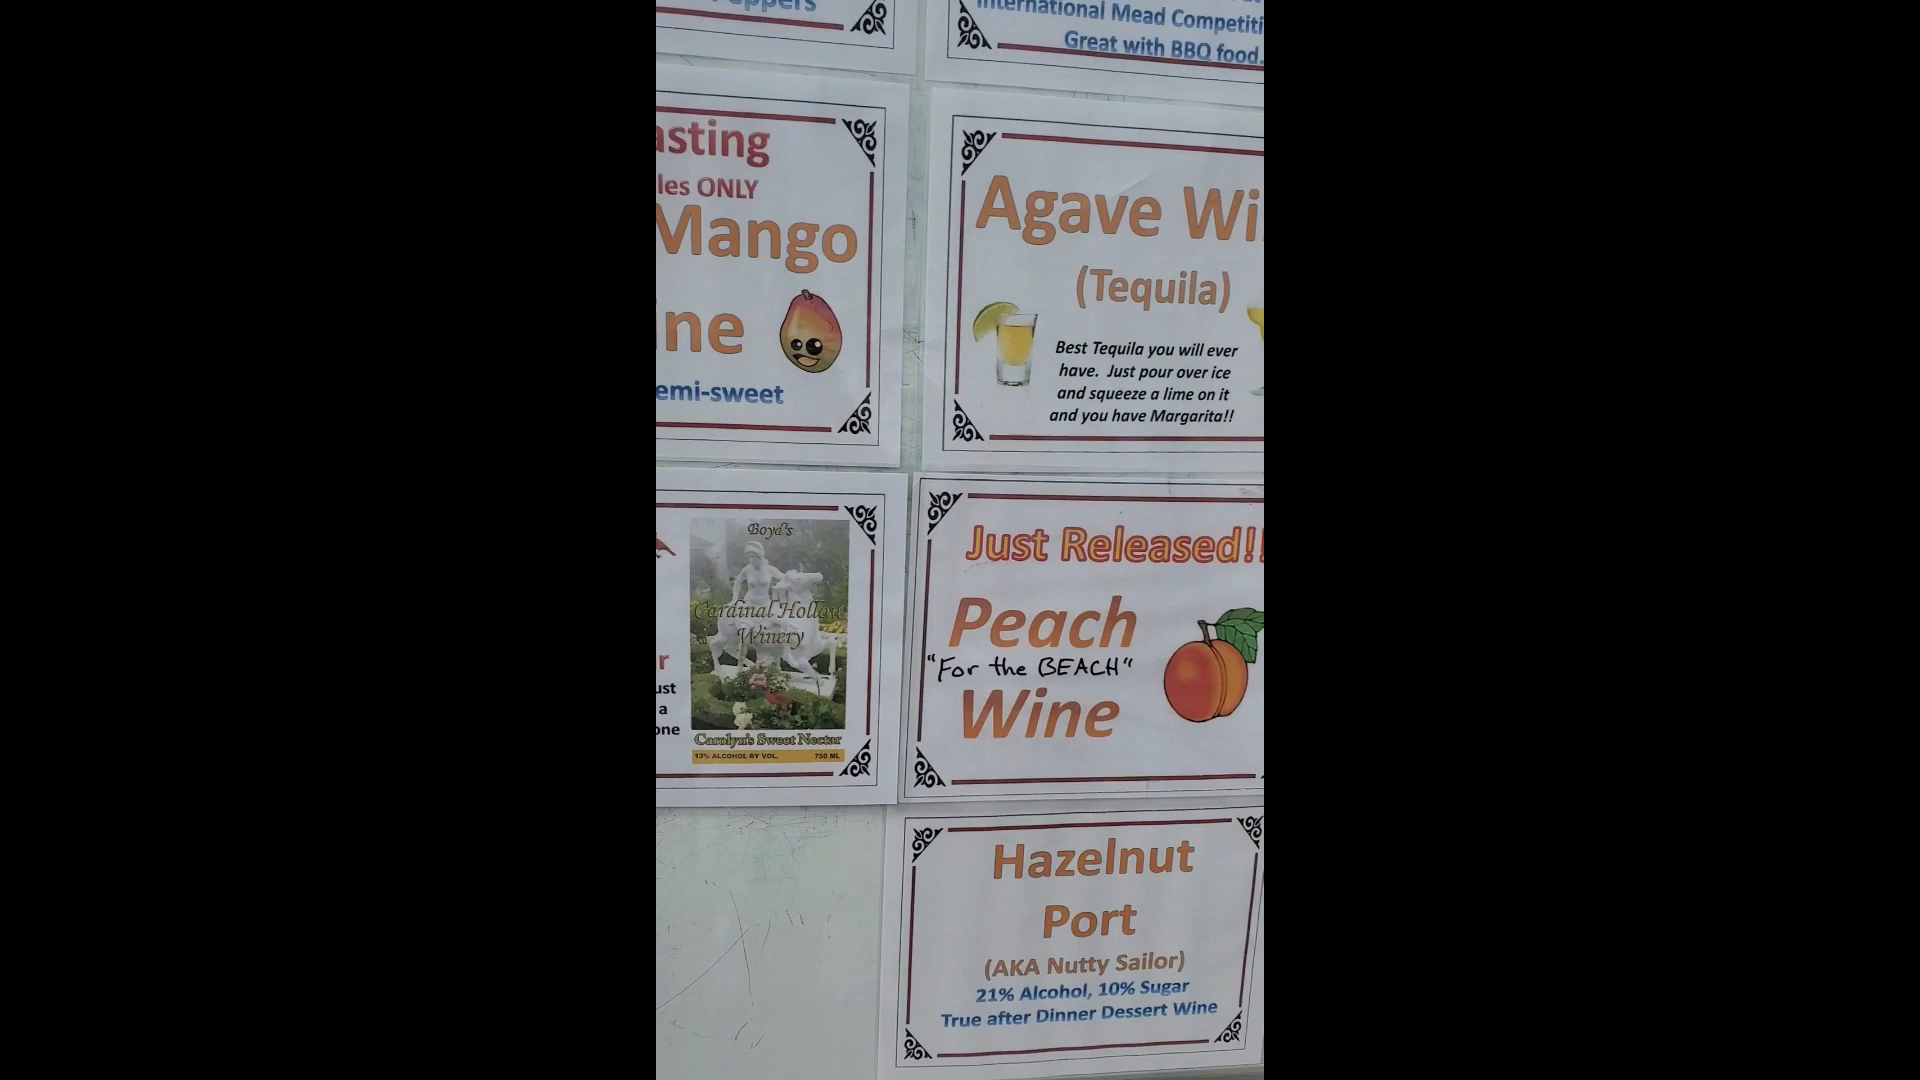 International Mead Competiti
Great with BBQ food.
asting
les ONLY
Mango
ne
emi-sweet
Agave Wi
(Tequila)
Best Tequila you will ever
have. Just pour over ice
and squeeze a lime on it
and you have Margarita!!
r
ust
a
one
Boyd's
Cardinal Hollow
Winery
Carolyn's Sweet Nectar
13% ALCOHOL BY VOL. 750 ML
Just Released!!
Peach
"For the BEACH"
Wine
Hazelnut
Port
(AKA Nutty Sailor)
21% Alcohol, 10% Sugar
True after Dinner Dessert Wine